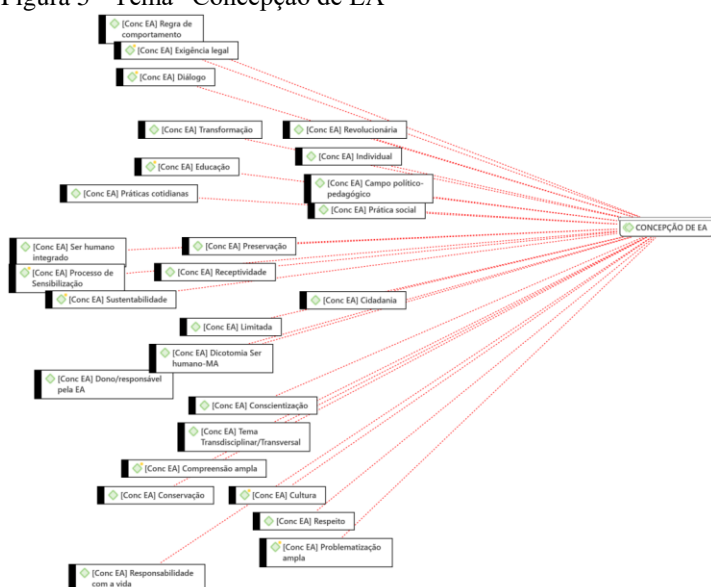 Figura 3 - Tema "Concepção de EA"
[Conc EA] Regra de
comportamento
[Conc EA] Exigência legal
[Conc EA] Diálogo
[Conc EA] Transformação
[Conc EA] Revolucionária
[Conc EA] Individual
[Conc EA] Educação
[Conc EA] Campo político-
pedagógico
[Conc EA] Práticas cotidianas
[Conc EA] Prática social
CONCEPÇÃO DE EA
[Conc EA] Ser humano
integrado
[Conc EA] Preservação
[Conc EA] Processo de
Sensibilização
[Conc EA] Receptividade
[Conc EA] Sustentabilidade
[Conc EA] Cidadania
[Conc EA] Limitada
[Conc EA] Dicotomia Ser
humano-MA
[Conc EA] Dono/responsável
pela EA
[Conc EA] Conscientização
[Conc EA] Tema
Transdisciplinar/Transversal
[Conc EA] Compreensão ampla
[Conc EA] Conservação
[Conc EA] Cultura
[Conc EA] Respeito
[Conc EA] Problematização
ampla
[Conc EA] Responsabilidade
com a vida